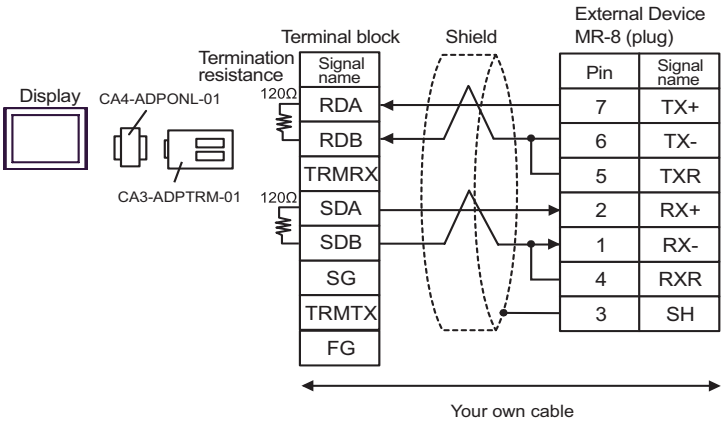 External Device
MR-8 (plug)
Terminal block
Shield
Termination
resistance
Signal
name
Pin
Signal
name
Display
CA4-ADPONL-01
120Ω
RDA
7
TX+
RDB
6
TX-
TRMRX
5
TXR
CA3-ADPTRM-01
120Ω
SDA
2
RX+
SDB
1
RX-
SG
4
RXR
TRMTX
3
SH
FG
Your own cable